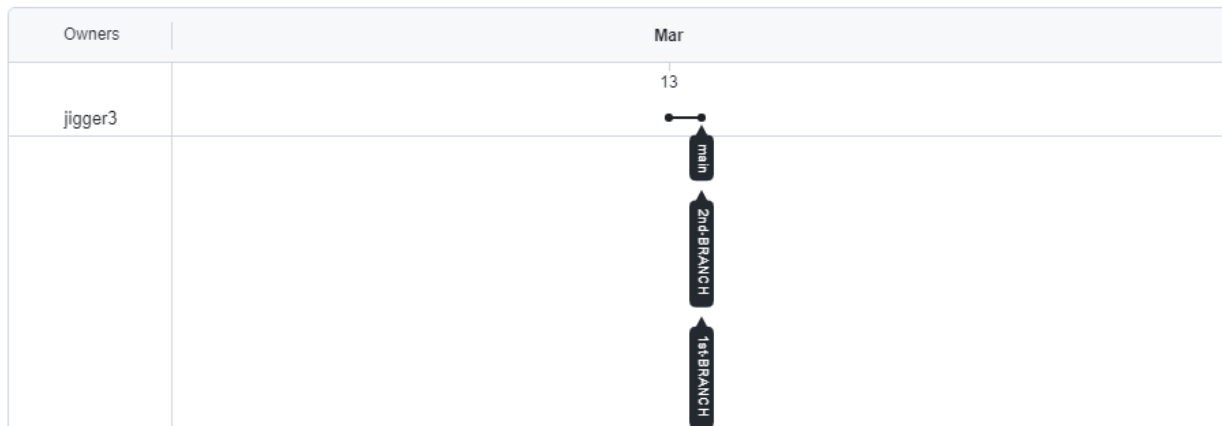 Owners
Mar
13
jigger3
main
2nd-BRANCH
1st-BRANCH